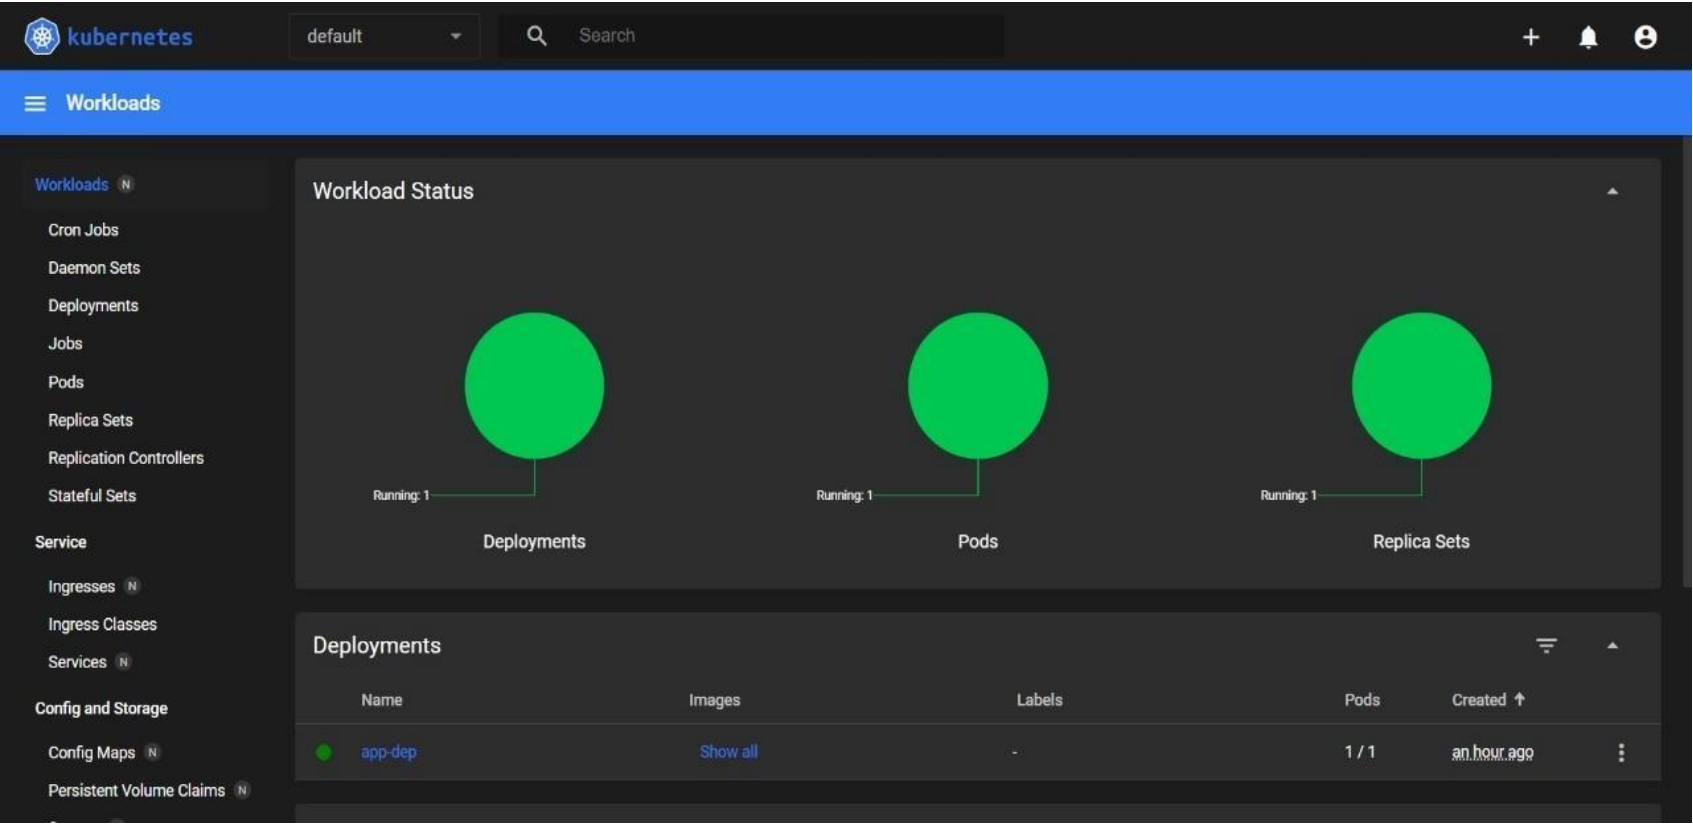 kubernetes
default
Search
Workloads
Workloads N
Cron Jobs
Daemon Sets
Deployments
Jobs
Pods
Replica Sets
Replication Controllers
Stateful Sets
Service
Ingresses N
Ingress Classes
Services N
Config and Storage
Config Maps N
Persistent Volume Claims N
Workload Status
Running: 1
Deployments
Running: 1
Pods
Running: 1
Replica Sets
Deployments
Name Images Labels Pods Created
app-dep Show all - 1 / 1 an hour ago